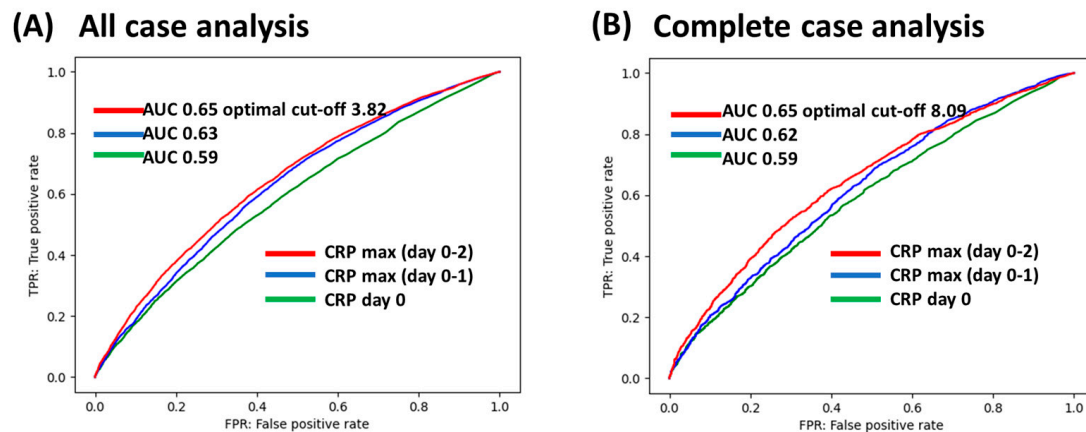 (A) All case analysis
1.0
0.8
0.6
0.4
0.2
0.0
TPR: True positive rate
AUC 0.65 optimal cut-off 3.82
AUC 0.63
AUC 0.59
CRP max (day 0-2)
CRP max (day 0-1)
CRP day 0
0.0 0.2 0.4 0.6 0.8 1.0
FPR: False positive rate
(B) Complete case analysis
1.0
0.8
0.6
0.4
0.2
0.0
TPR: True positive rate
AUC 0.65 optimal cut-off 8.09
AUC 0.62
AUC 0.59
CRP max (day 0-2)
CRP max (day 0-1)
CRP day 0
0.0 0.2 0.4 0.6 0.8 1.0
FPR: False positive rate